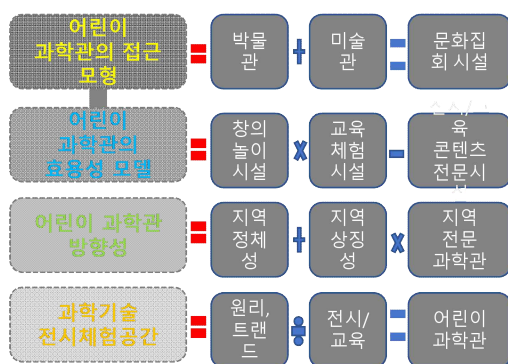 어린이
과학관의 접근
모형
박물
관
미술
관
문화집
회 시설
어린이
과학관의
효용성 모델
창의
놀이
시설
교육
체험
시설
육
콘텐츠
전문시
어린이 과학관
방향성
지역
정체
성
지역
상징
성
지역
전문
과학관
과학기술
전시체험공간
원리,
트랜
드
전시/
교육
어린이
과학관